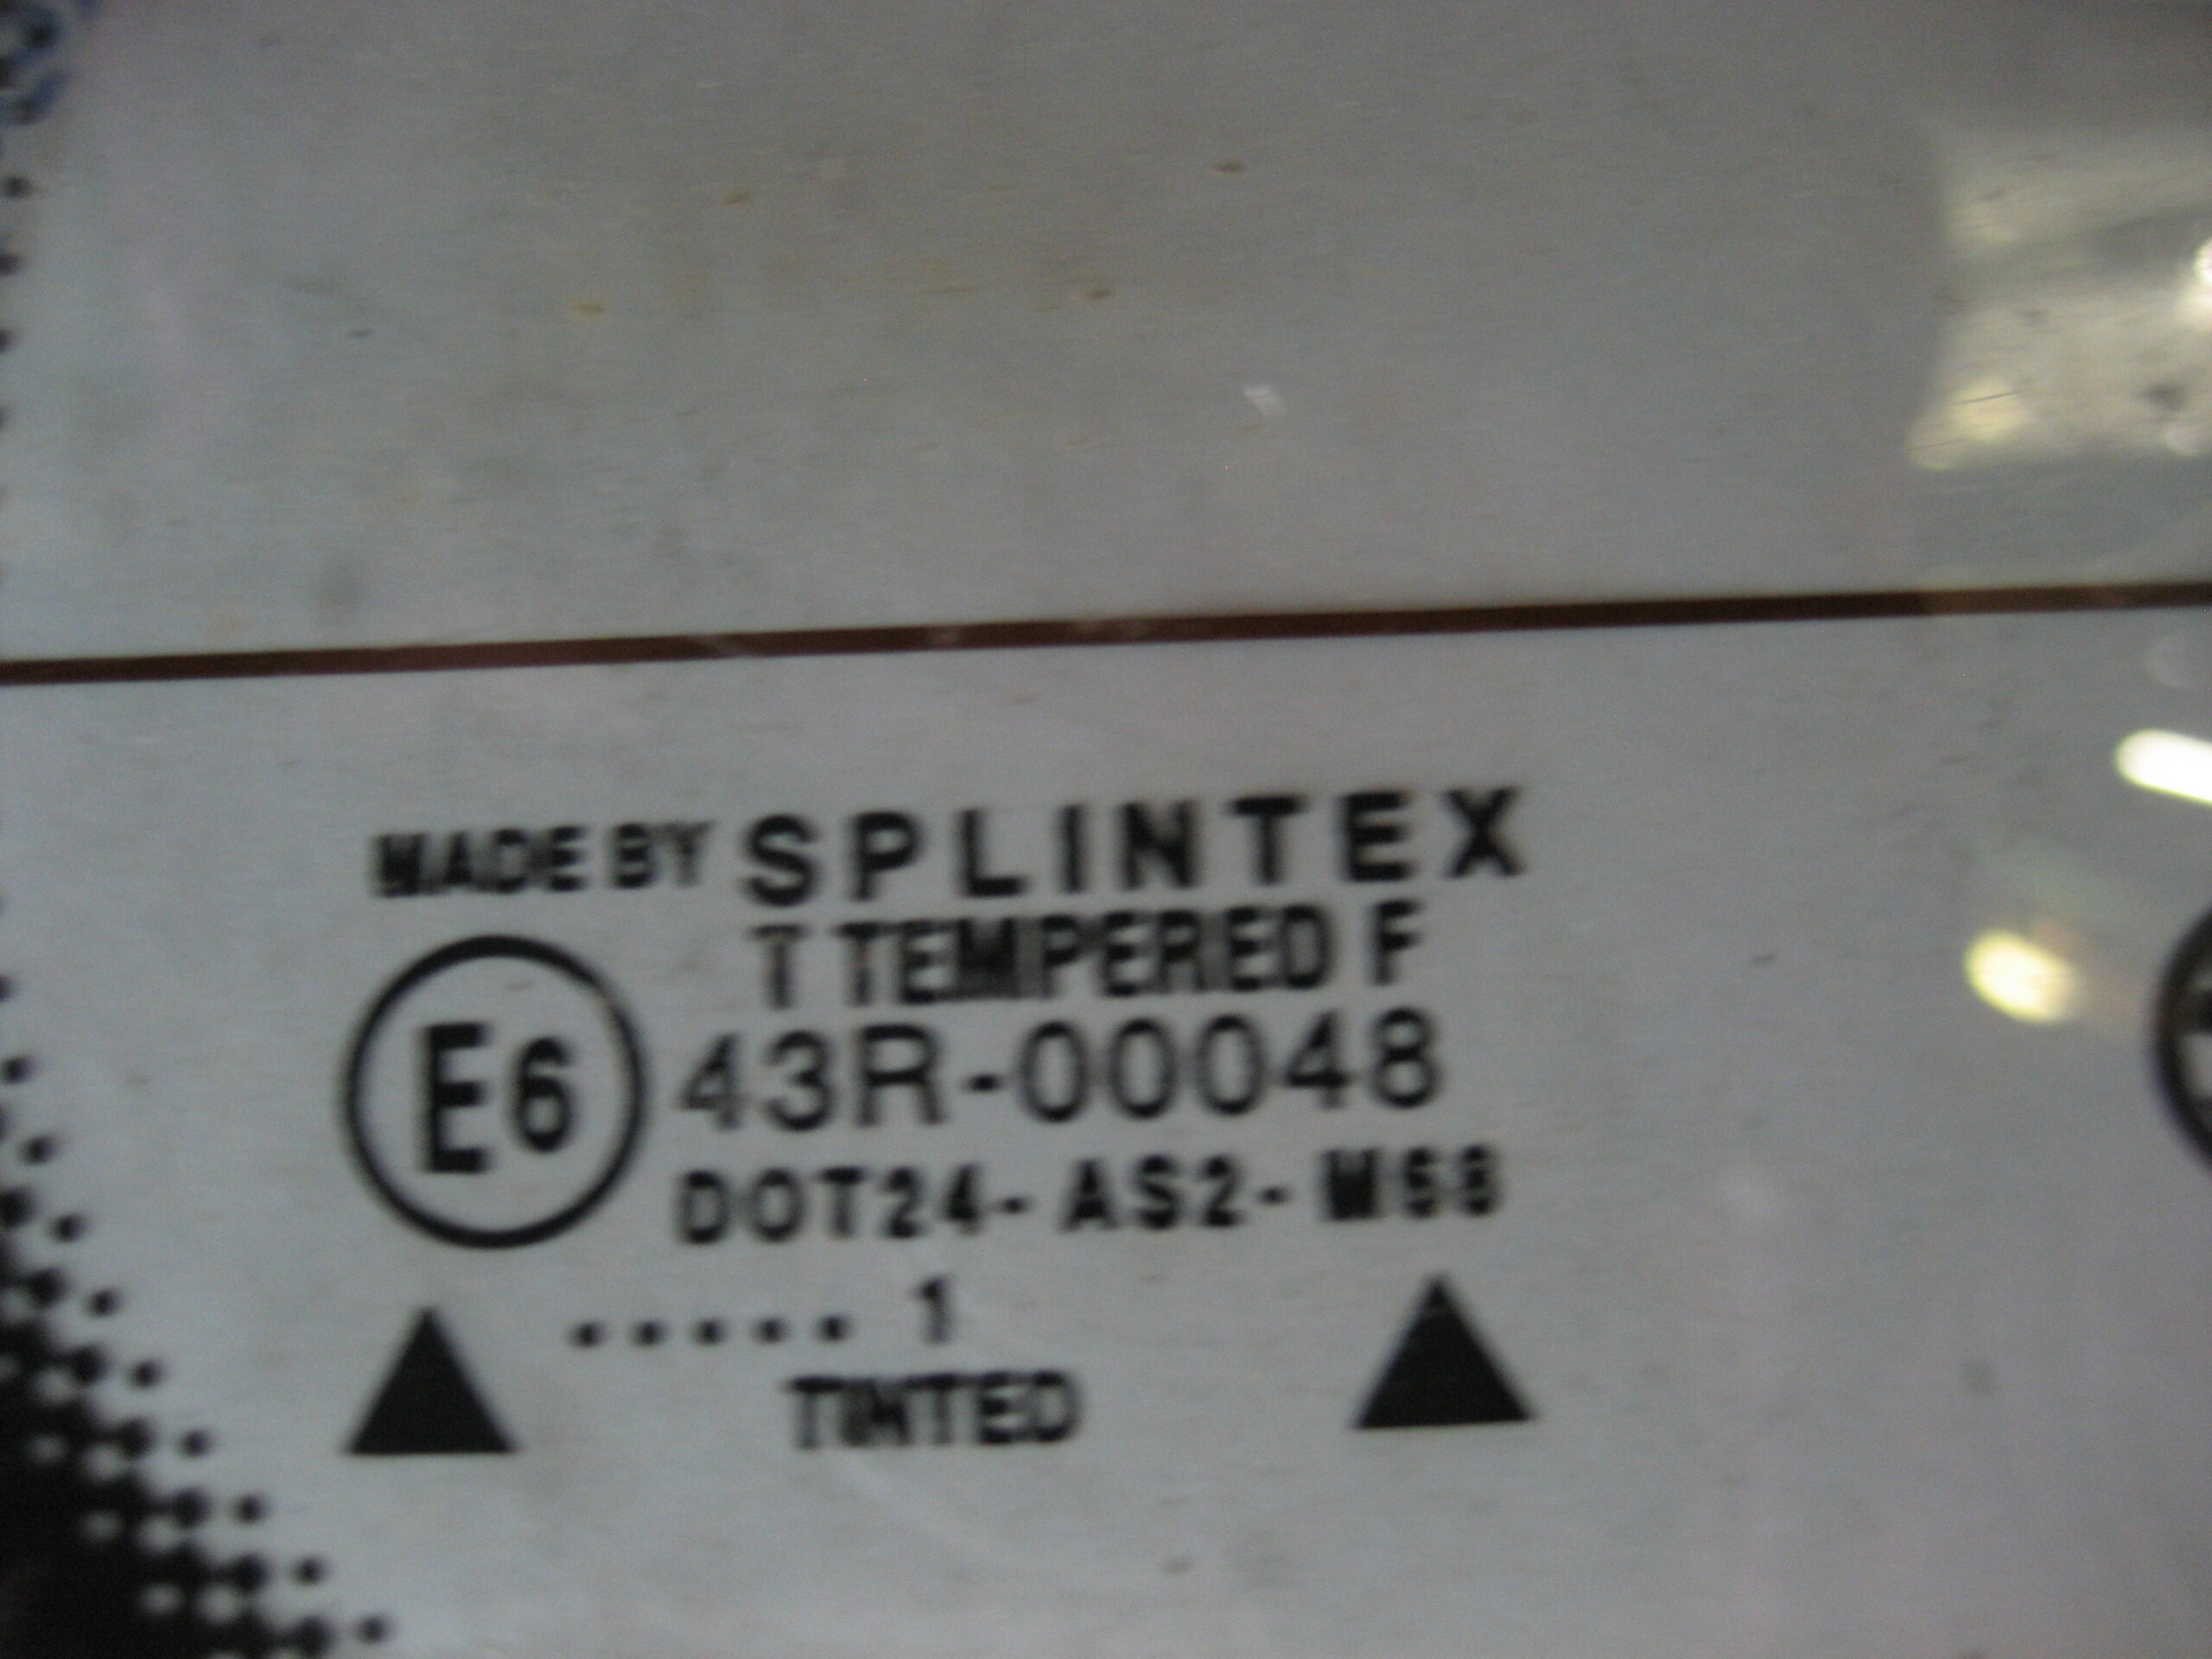 MADE BY SPLINTEX
T TEMPERED F
E6 43R-00048
DOT24- AS2-
..... 1
TINTED